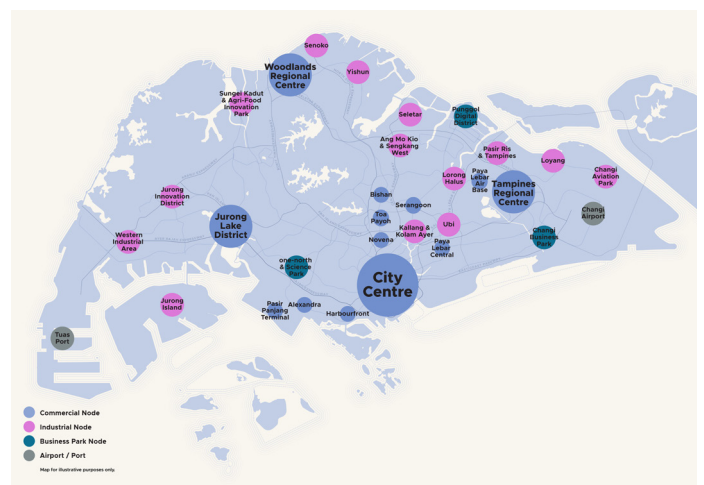 Senoko
Woodlands
Regional
Centre
Yishun
Sungei Kadut
& Agri-Food
Innovation
Park
Seletar
Punggol
Digital
District
Ang Mo Kio
& Sengkang
West
Pasir Ris
& Tampines
Loyang
Changi
Aviation
Park
Lorong
Halus
Paya
Lebar
Air
Base
Tampines
Regional
Centre
Jurong
Innovation
District
Bishan
Serangoon
Toa
Payoh
Changi
Airport
Jurong
Lake
District
Kallang &
Kolam Ayer
Ubi
Western
Industrial
Area
Novena
Paya
Lebar
Central
Changi
Business
Park
one-north
& Science
Park
City
Centre
Jurong
Island
Pasir
Panjang
Terminal
Alexandra
Harbourfront
Tuas
Port
Commercial Node
Industrial Node
Business Park Node
Airport / Port
Map for illustrative purposes only.